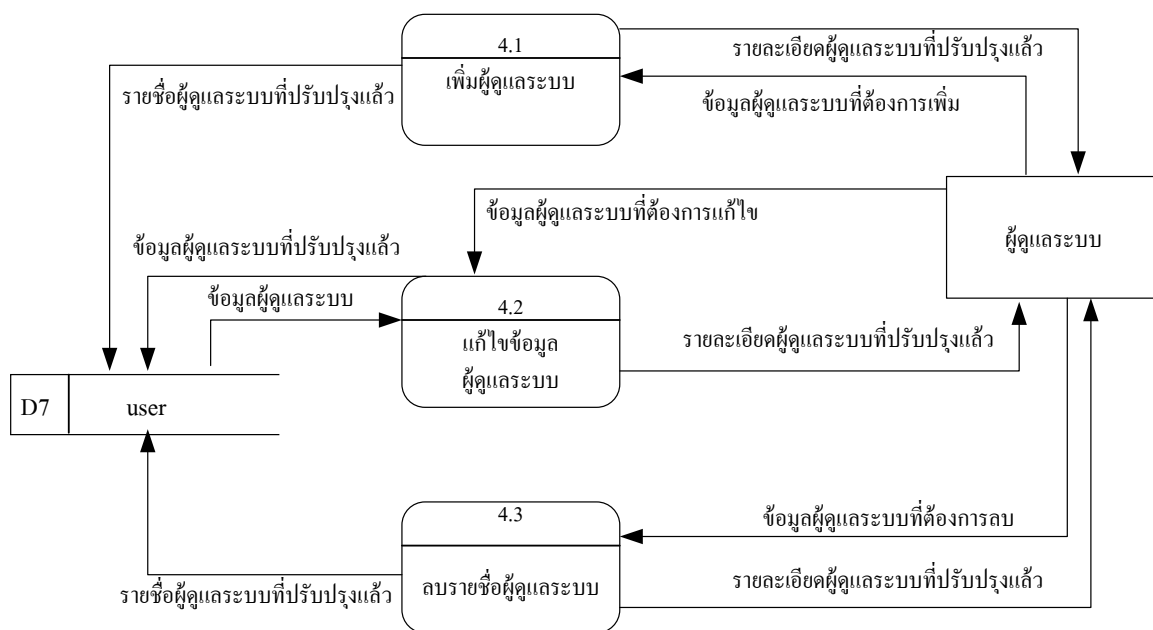 4.1
เพิ่มผู้ดูแลระบบ
รายละเอียดผู้ดูแลระบบที่ปรับปรุงแล้ว
รายชื่อผู้ดูแลระบบที่ปรับปรุงแล้ว
ข้อมูลผู้ดูแลระบบที่ต้องการเพิ่ม
ข้อมูลผู้ดูแลระบบที่ต้องการแก้ไข
ผู้ดูแลระบบ
ข้อมูลผู้ดูแลระบบที่ปรับปรุงแล้ว
ข้อมูลผู้ดูแลระบบ
4.2
แก้ไขข้อมูล
ผู้ดูแลระบบ
รายละเอียดผู้ดูแลระบบที่ปรับปรุงแล้ว
D7
user
4.3
ลบรายชื่อผู้ดูแลระบบ
ข้อมูลผู้ดูแลระบบที่ต้องการลบ
รายชื่อผู้ดูแลระบบที่ปรับปรุงแล้ว
รายละเอียดผู้ดูแลระบบที่ปรับปรุงแล้ว